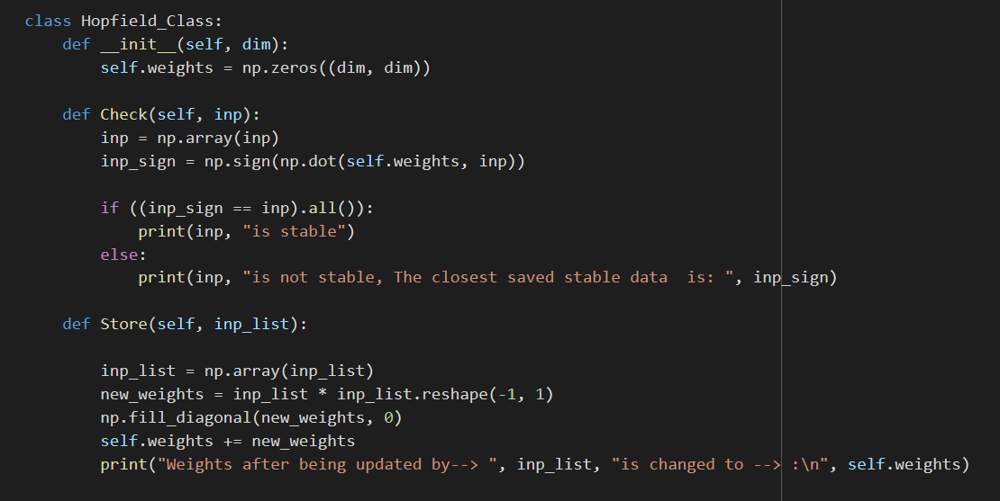 class Hopfield_Class:
    def __init__(self, dim):
        self.weights = np.zeros((dim, dim))

    def Check(self, inp):
        inp = np.array(inp)
        inp_sign = np.sign(np.dot(self.weights, inp))

        if ((inp_sign == inp).all()):
            print(inp, "is stable")
        else:
            print(inp, "is not stable, The closest saved stable data  is: ", inp_sign)

    def Store(self, inp_list):

        inp_list = np.array(inp_list)
        new_weights = inp_list * inp_list.reshape(-1, 1)
        np.fill_diagonal(new_weights, 0)
        self.weights += new_weights
        print("Weights after being updated by--> ", inp_list, "is changed to --> :\n", self.weights)